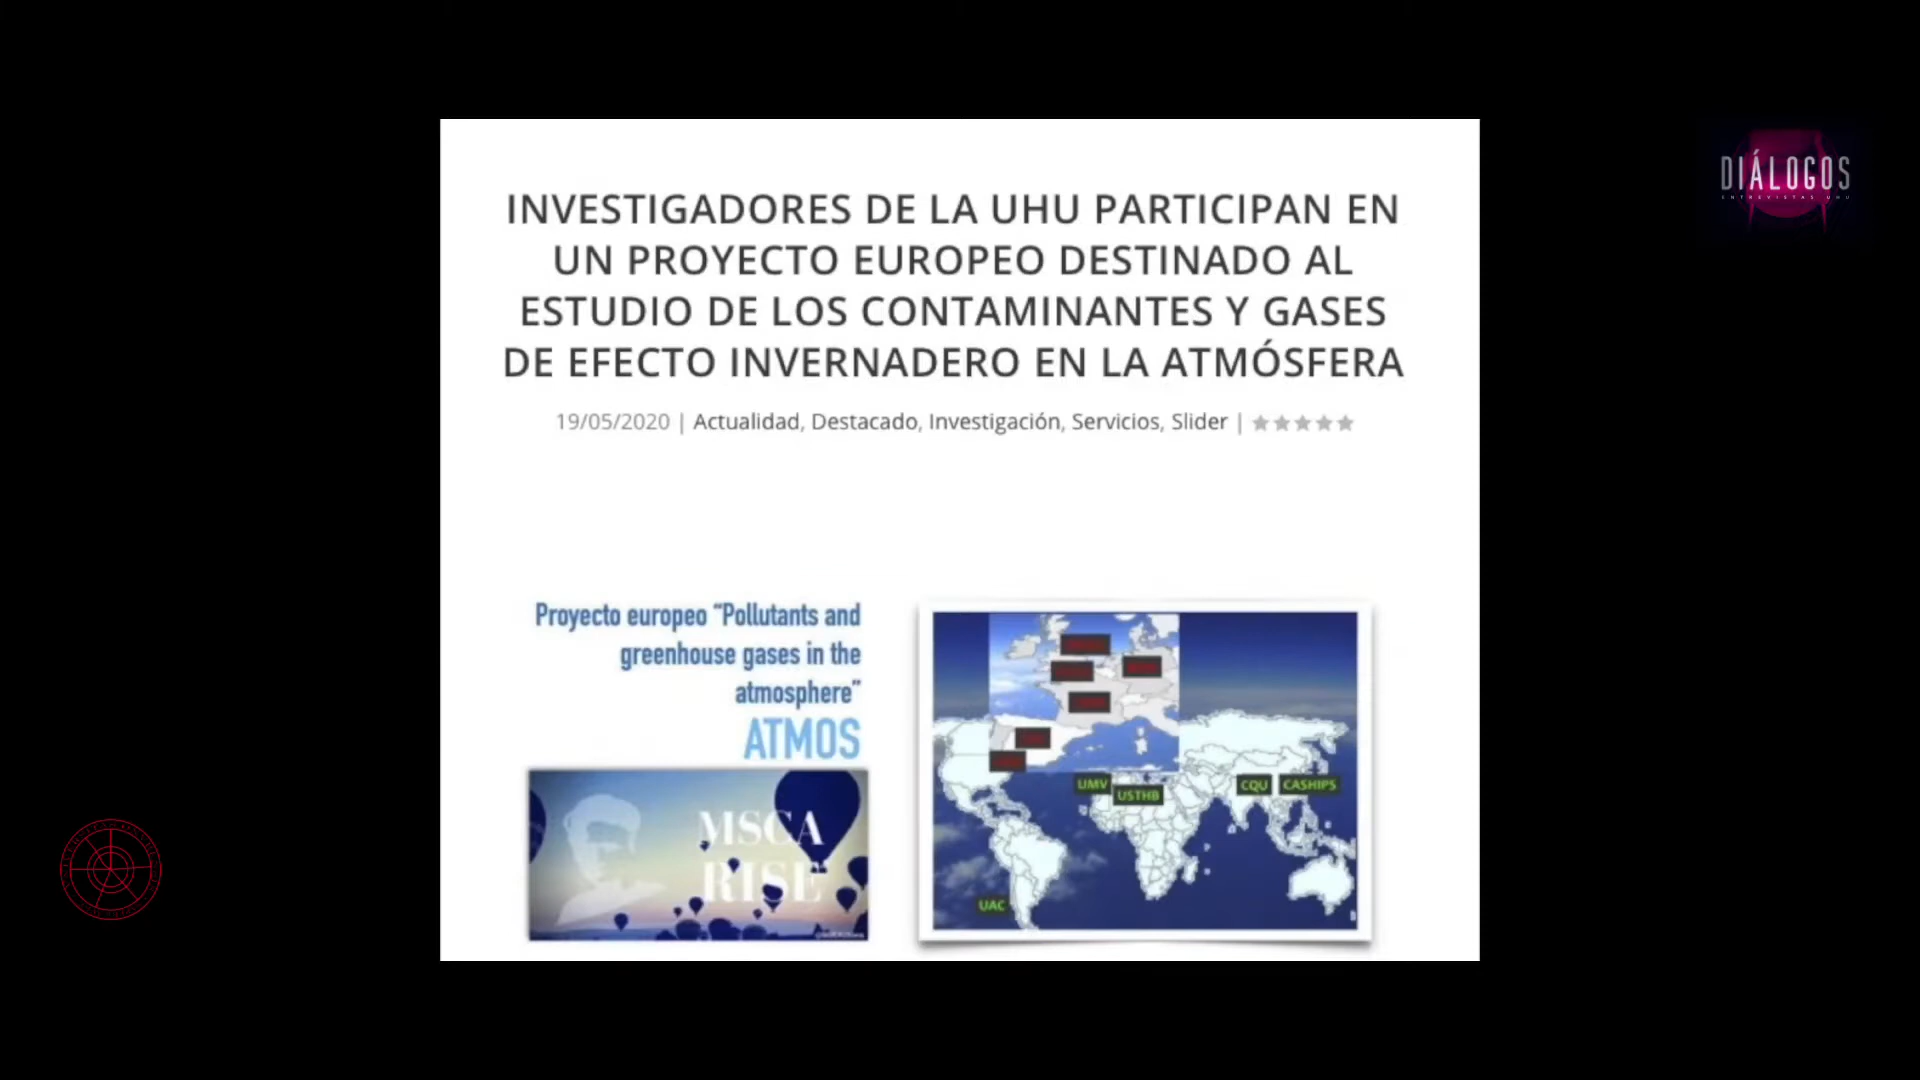 INVESTIGADORES DE LA UHU PARTICIPAN EN
UN PROYECTO EUROPEO DESTINADO AL
ESTUDIO DE LOS CONTAMINANTES Y GASES
DE EFECTO INVERNADERO EN LA ATMÓSFERA
19/05/2020 | Actualidad, Destacado, Investigación, Servicios, Slider |
Proyecto europeo “Pollutants and
greenhouse gases in the
atmosphere”
ATMOS
MSCA
RISE
UMV
USTHB
CQU
CASHIPS
UAC
DIÁLOGOS
ENTREVISTAS UHU